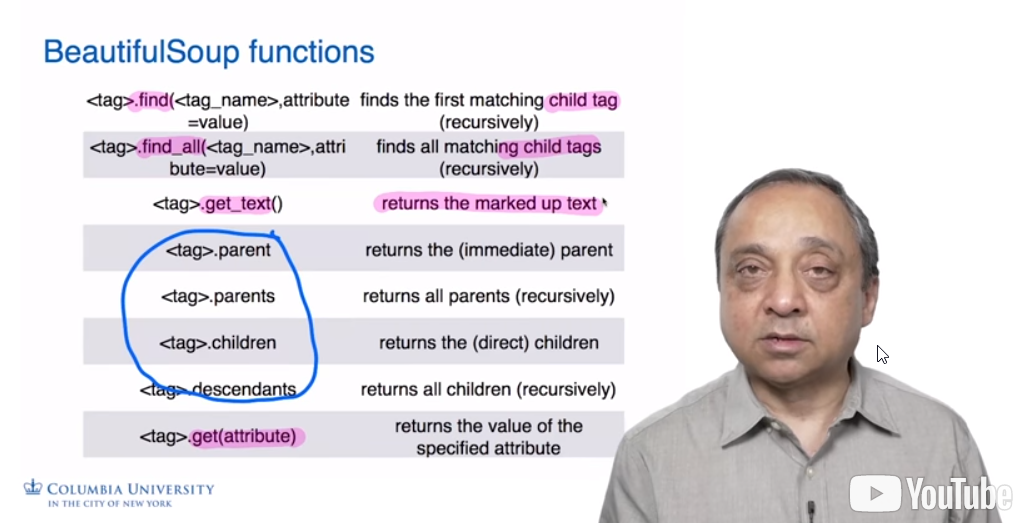 BeautifulSoup functions
<tag>.find(<tag_name>,attribute
=value)
finds the first matching child tag
(recursively)
<tag>.find_all(<tag_name>,attri
bute=value)
finds all matching child tags
(recursively)
<tag>.get_text()
returns the marked up text
<tag>.parent
returns the (immediate) parent
<tag>.parents
returns all parents (recursively)
<tag>.children
returns the (direct) children
<tag>.descendants
returns all children (recursively)
<tag>.get(attribute)
returns the value of the
specified attribute
COLUMBIA UNIVERSITY
IN THE CITY OF NEW YORK
YouTube